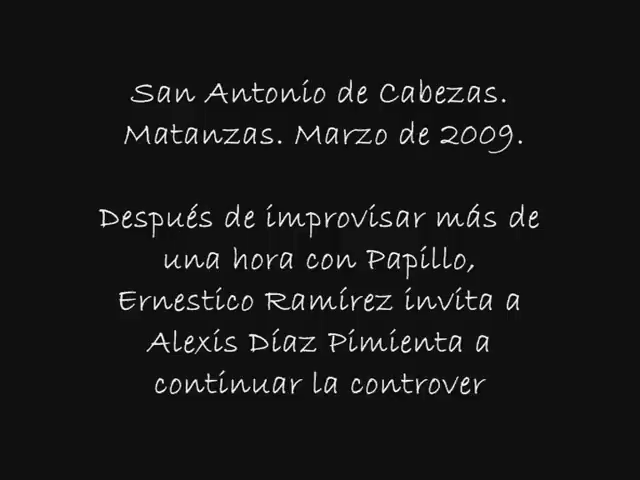 San Antonio de Cabezas.
Matanzas. Marzo de 2009.
Después de improvisar más de
una hora con Papillo,
Ernestico Ramírez invita a
Alexis Díaz Pimienta a
continuar la controver